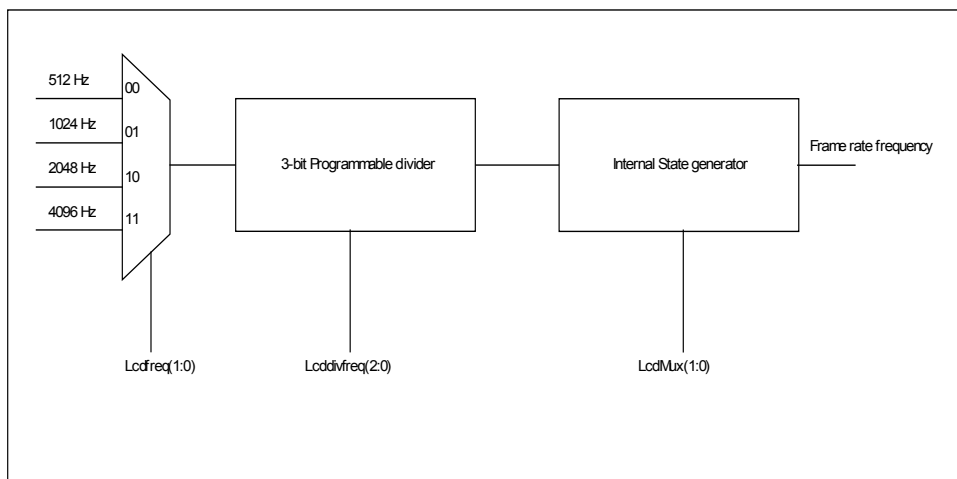 512 Hz
00
1024 Hz
01
2048 Hz
10
4096 Hz
11
3-bit Programmable divider
Internal State generator
Frame rate frequency
Lcdfreq(1:0)
Lcddivfreq(2:0)
LcdMux(1:0)